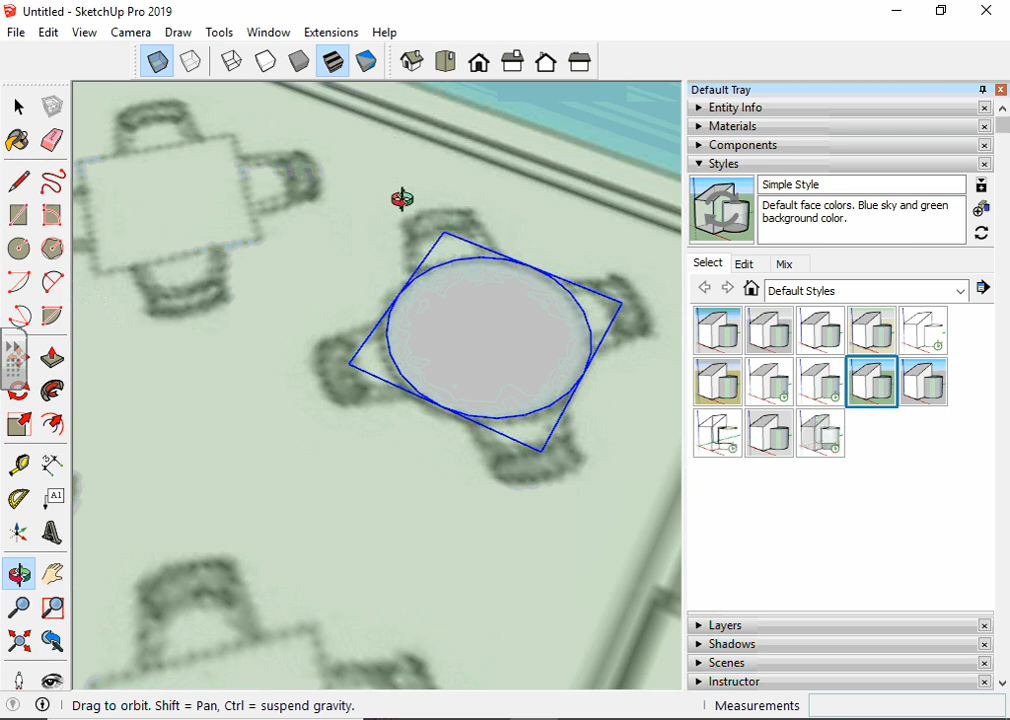 Untitled - SketchUp Pro 2019
File Edit View Camera Draw Tools Window Extensions Help
Default Tray
Entity Info
Materials
Components
Styles
Simple Style
Default face colors. Blue sky and green
background color.
Select Edit Mix
Default Styles
A1
Layers
Shadows
Scenes
Instructor
Drag to orbit. Shift = Pan, Ctrl = suspend gravity.
Measurements